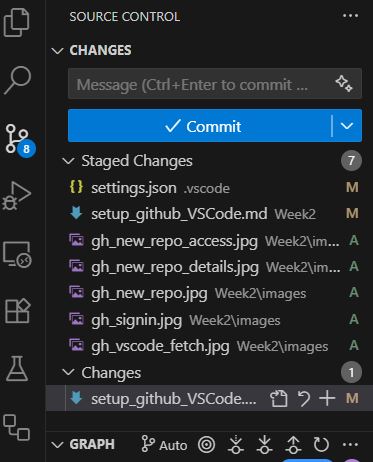 SOURCE CONTROL ...
CHANGES
Message (Ctrl+Enter to commit ...
Commit
8
Staged Changes 7
{} settings.json .vscode M
setup_github_VSCode.md Week2 M
gh_new_repo_access.jpg Week2\im... A
gh_new_repo_details.jpg Week2\im... A
gh_new_repo.jpg Week2\images A
gh_signin.jpg Week2\images A
gh_vscode_fetch.jpg Week2\images A
Changes 1
setup_github_VSCode.... M
GRAPH Auto ...